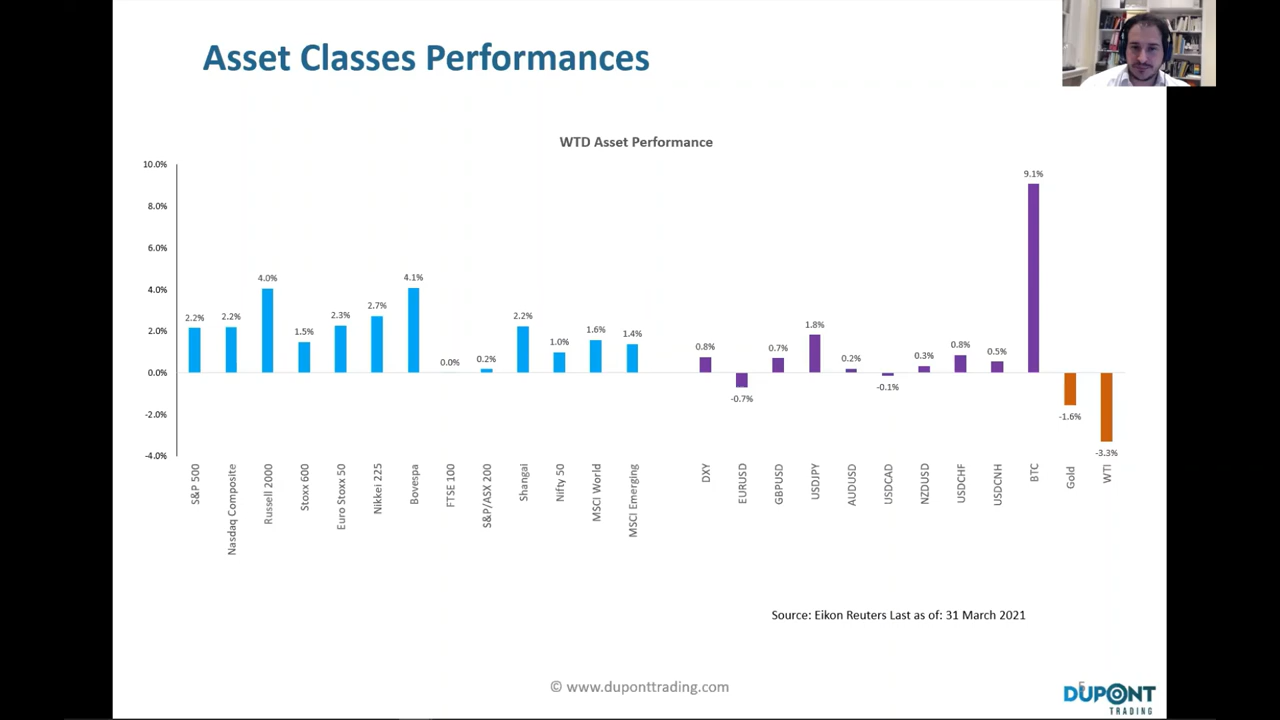 Asset Classes Performances
WTD Asset Performance
10.0%
8.0%
6.0%
4.0%
2.0%
0.0%
-2.0%
-4.0%
2.2%
2.2%
4.0%
1.5%
2.3%
2.7%
4.1%
0.0%
0.2%
2.2%
1.0%
1.6%
1.4%
0.8%
-0.7%
0.7%
1.8%
0.2%
-0.1%
0.3%
0.8%
0.5%
9.1%
-1.6%
-3.3%
S&P 500
Nasdaq Composite
Russell 2000
Stoxx 600
Euro Stoxx 50
Nikkei 225
Bovespa
FTSE 100
S&P/ASX 200
Shangai
Nifty 50
MSCI World
MSCI Emerging
DXY
EURUSD
GBPUSD
USDJPY
AUDUSD
USDCAD
NZDUSD
USDCHF
USDCNH
BTC
Gold
WTI
Source: Eikon Reuters Last as of: 31 March 2021
© www.duponttrading.com
5
DUPONT
TRADING